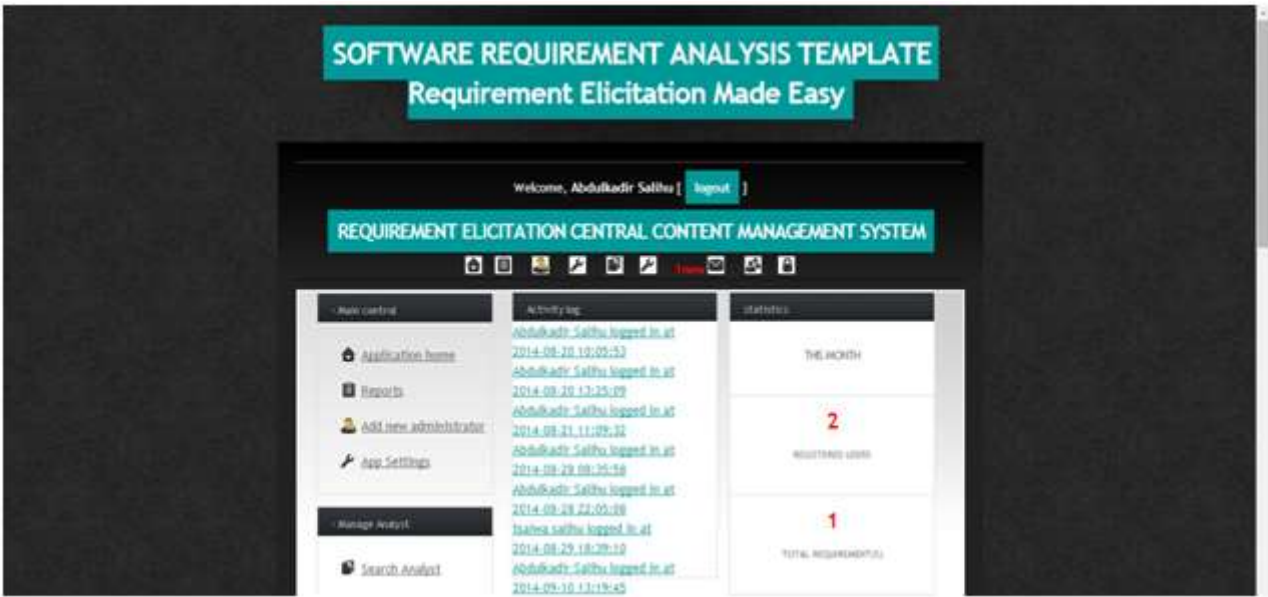 SOFTWARE REQUIREMENT ANALYSIS TEMPLATE
Requirement Elicitation Made Easy
Welcome, Abdulkadir Salihu [ logout ]
REQUIREMENT ELICITATION CENTRAL CONTENT MANAGEMENT SYSTEM
- Main control
Application home
Reports
Add new administrator
App Settings
- Manage Analyst
Search Analyst
Activity log
Abdulkadir Salihu logged in at
2014-08-20 10:05:53
Abdulkadir Salihu logged in at
2014-08-20 13:25:09
Abdulkadir Salihu logged in at
2014-08-21 11:09:32
Abdulkadir Salihu logged in at
2014-08-28 08:35:58
Abdulkadir Salihu logged in at
2014-08-28 22:05:08
salihu logged in at
2014-08-29 18:39:10
Abdulkadir Salihu logged in at
2014-09-10 13:19:45
statistics
THIS MONTH
2
REGISTERED USERS
1
TOTAL REQUIREMENT(S)